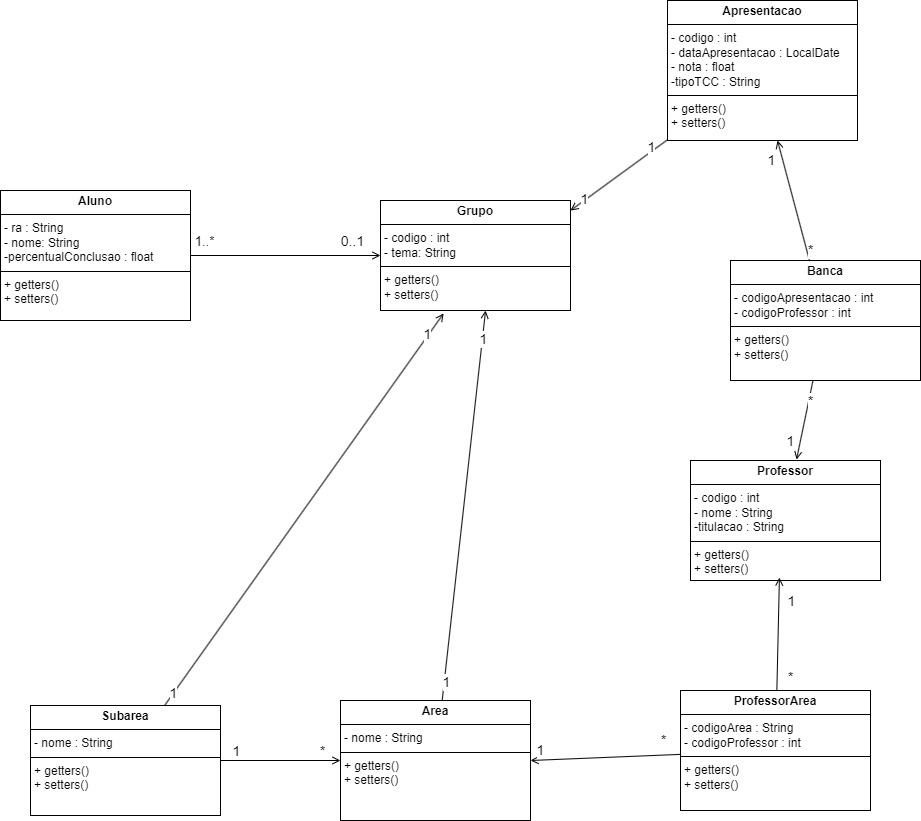 Apresentacao
- codigo : int
- dataApresentacao : LocalDate
- nota : float
-tipoTCC : String
+ getters()
+ setters()
1
1
1
Aluno
- ra : String
- nome: String
-percentualConclusao : float
+ getters()
+ setters()
1..*
0..1
Grupo
- codigo : int
- tema: String
+ getters()
+ setters()
*
Banca
- codigoApresentacao : int
- codigoProfessor : int
+ getters()
+ setters()
1
1
*
1
Professor
- codigo : int
- nome : String
-titulacao : String
+ getters()
+ setters()
1
*
1
1
Subarea
- nome : String
+ getters()
+ setters()
1
*
Area
- nome : String
+ getters()
+ setters()
1
*
ProfessorArea
- codigoArea : String
- codigoProfessor : int
+ getters()
+ setters()